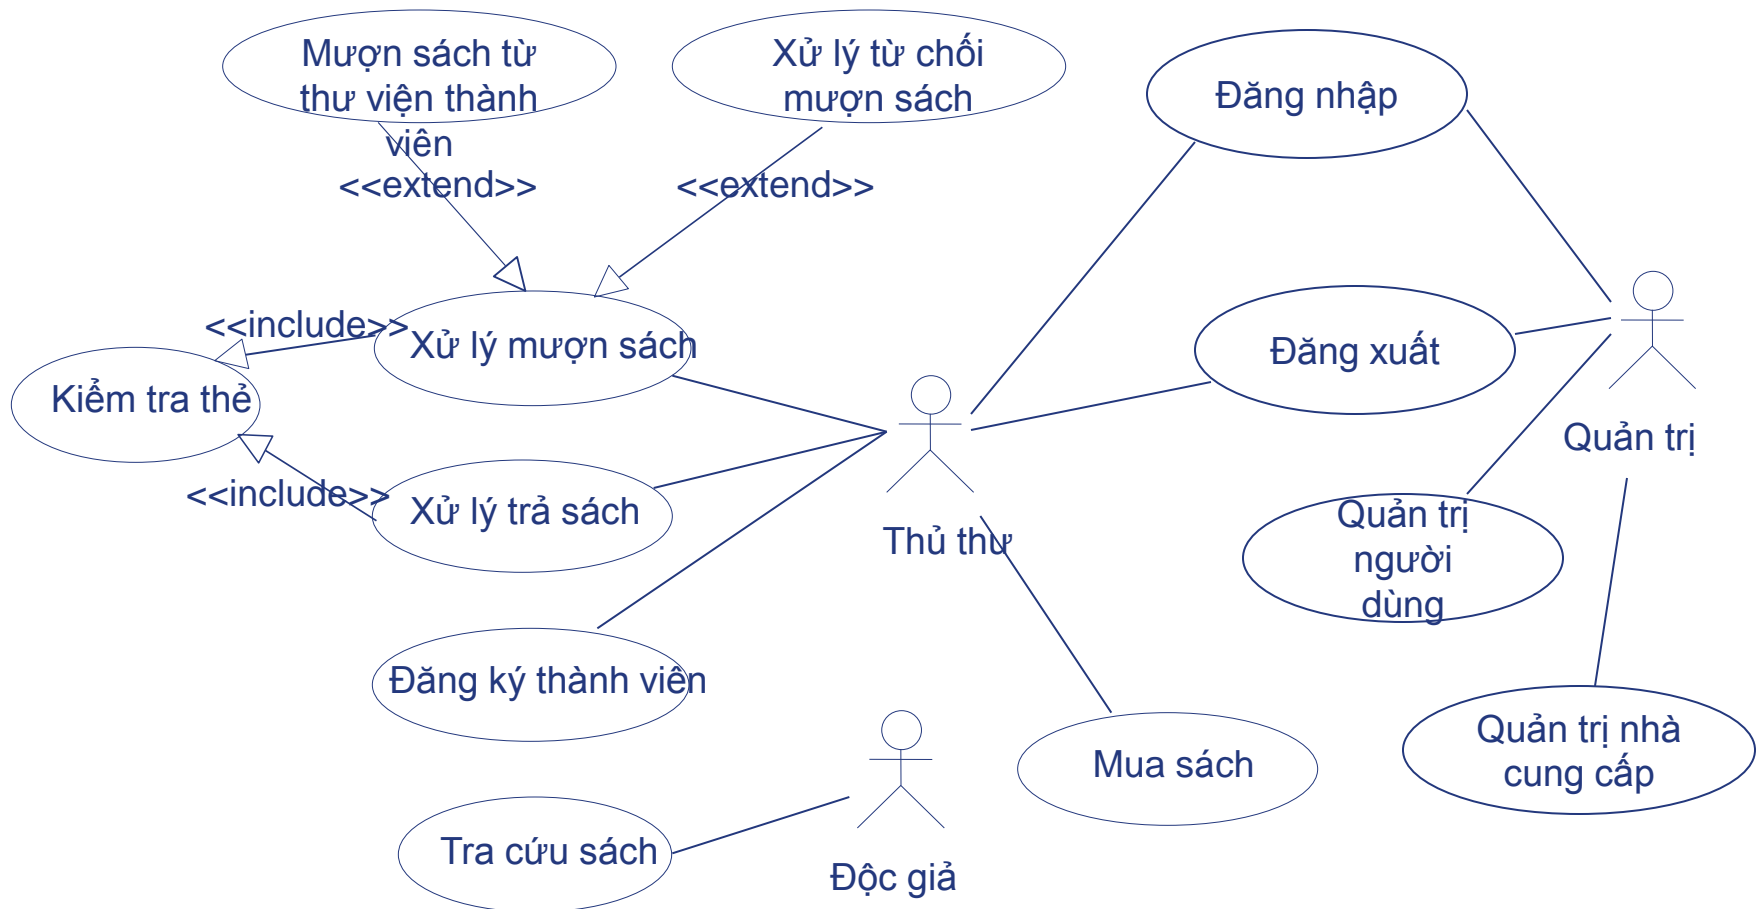 Mượn sách từ
thư viện thành
viên
Xử lý từ chối
mượn sách
Đăng nhập
<<extend>>
<<extend>>
<<include>>
Xử lý mượn sách
Đăng xuất
Kiểm tra thẻ
Quản trị
<<include>>
Xử lý trả sách
Thủ thư
Quản trị
người
dùng
Đăng ký thành viên
Mua sách
Quản trị nhà
cung cấp
Tra cứu sách
Độc giả